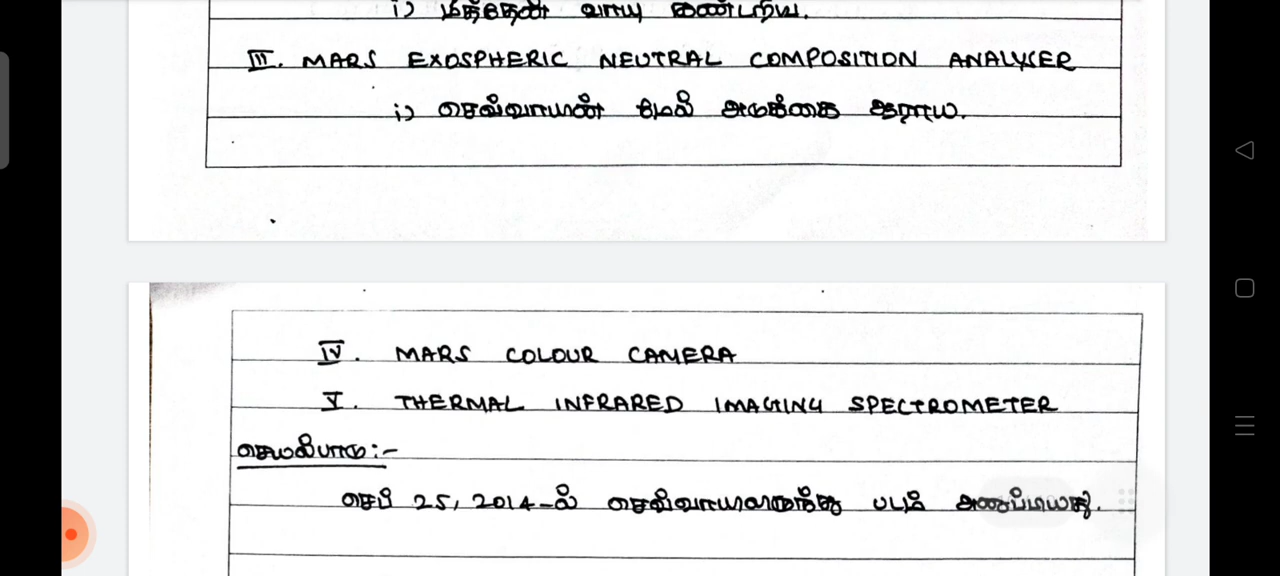 i) மீத்தேன் வாயு கண்டறிய.
III. MARS EXOSPHERIC NEUTRAL COMPOSITION ANALYSER
i) செவ்வாயின் மேல் அடுக்கை ஆராய.
IV. MARS COLOUR CAMERA
V. THERMAL INFRARED IMAGING SPECTROMETER
செயல்பாடு:-
செப் 25, 2014-ல் செவ்வாயிலிருந்து படம் அனுப்பியது.